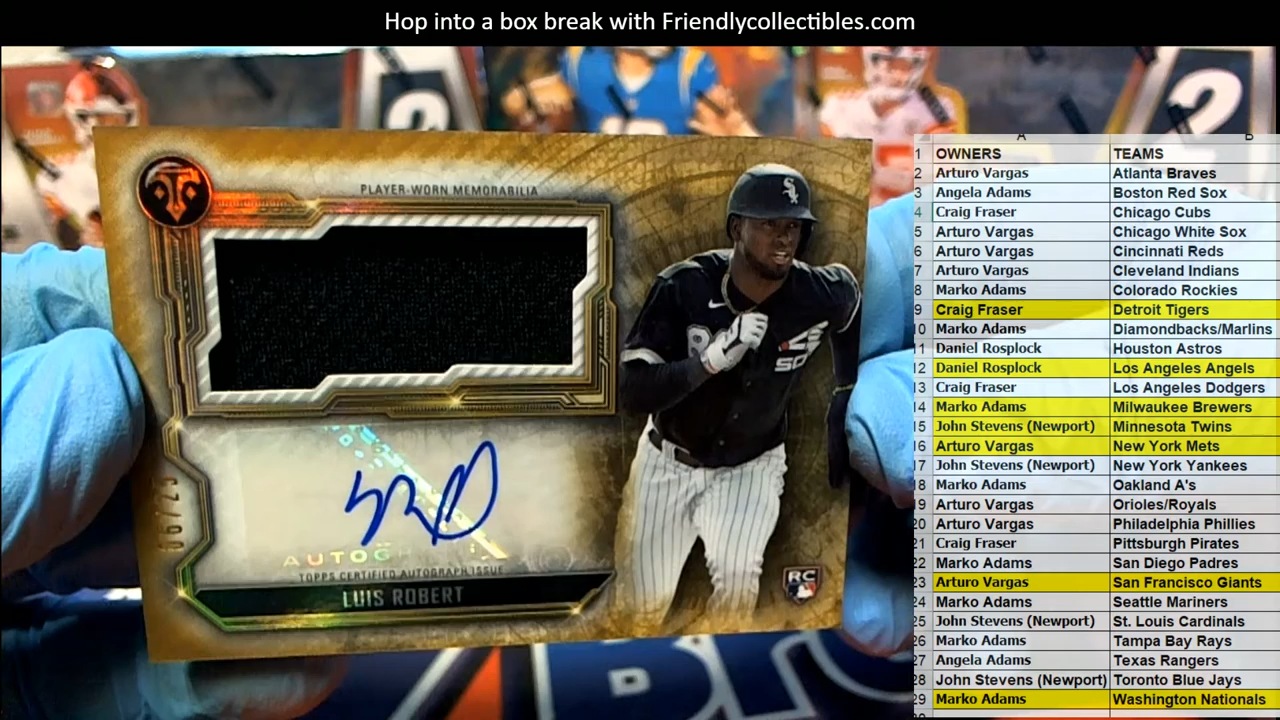 Hop into a box break with Friendlycollectibles.com
PLAYER-WORN MEMORABILIA
SOX
TOPPS CERTIFIED AUTOGRAPH ISSUE
LUIS ROBERT
RC
A B
1 OWNERS TEAMS
2 Arturo Vargas Atlanta Braves
3 Angela Adams Boston Red Sox
4 Craig Fraser Chicago Cubs
5 Arturo Vargas Chicago White Sox
6 Arturo Vargas Cincinnati Reds
7 Arturo Vargas Cleveland Indians
8 Marko Adams Colorado Rockies
9 Craig Fraser Detroit Tigers
10 Marko Adams Diamondbacks/Marlins
11 Daniel Rosplock Houston Astros
12 Daniel Rosplock Los Angeles Angels
13 Craig Fraser Los Angeles Dodgers
14 Marko Adams Milwaukee Brewers
15 John Stevens (Newport) Minnesota Twins
16 Arturo Vargas New York Mets
17 John Stevens (Newport) New York Yankees
18 Marko Adams Oakland A's
19 Arturo Vargas Orioles/Royals
20 Arturo Vargas Philadelphia Phillies
21 Craig Fraser Pittsburgh Pirates
22 Marko Adams San Diego Padres
23 Arturo Vargas San Francisco Giants
24 Marko Adams Seattle Mariners
25 John Stevens (Newport) St. Louis Cardinals
26 Marko Adams Tampa Bay Rays
27 Angela Adams Texas Rangers
28 John Stevens (Newport) Toronto Blue Jays
29 Marko Adams Washington Nationals